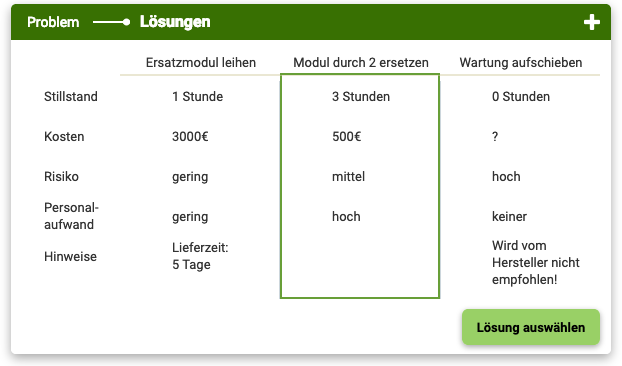 Problem Lösungen
Ersatzmodul leihen Modul durch 2 ersetzen Wartung aufschieben
Stillstand 1 Stunde 3 Stunden 0 Stunden
Kosten 3000€ 500€ ?
Risiko gering mittel hoch
Personal-
aufwand gering hoch keiner
Hinweise Lieferzeit:
5 Tage
Wird vom
Hersteller nicht
empfohlen!
Lösung auswählen